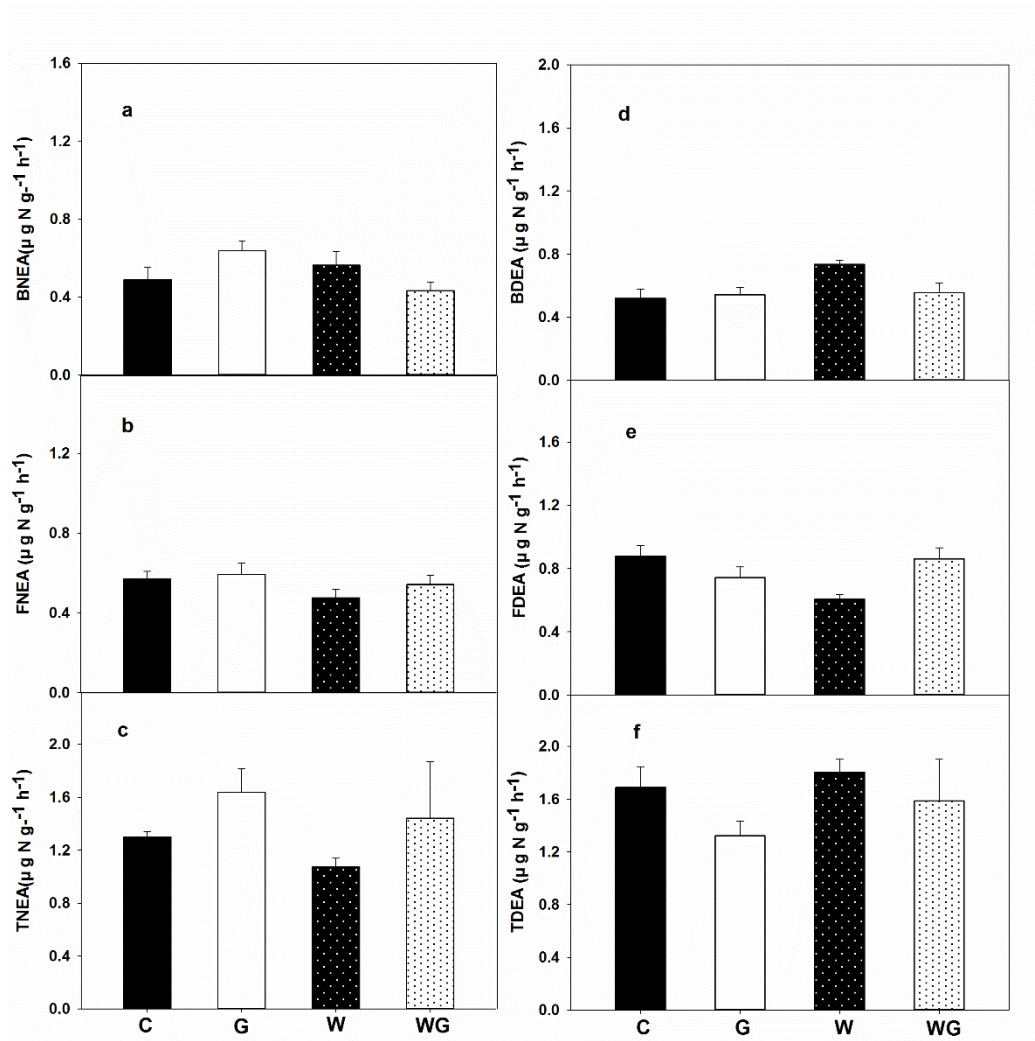 BNEA(µ g N g-⁻¹ h⁻¹)
1.6
1.2
0.8
0.4
0.0
a
BDEA (µ g N g⁻¹ h⁻¹)
2.0
1.6
1.2
0.8
0.4
0.0
d
FNEA (µ g N g⁻¹ h⁻¹)
1.2
0.8
0.4
0.0
b
FDEA (µ g N g⁻¹ h⁻¹)
1.6
1.2
0.8
0.4
0.0
e
TNEA(µ g N g-⁻¹ h⁻¹)
2.0
1.6
1.2
0.8
0.4
0.0
c
C G W WG
TDEA (µ g N g⁻¹ h⁻¹)
2.0
1.6
1.2
0.8
0.4
0.0
f
C G W WG